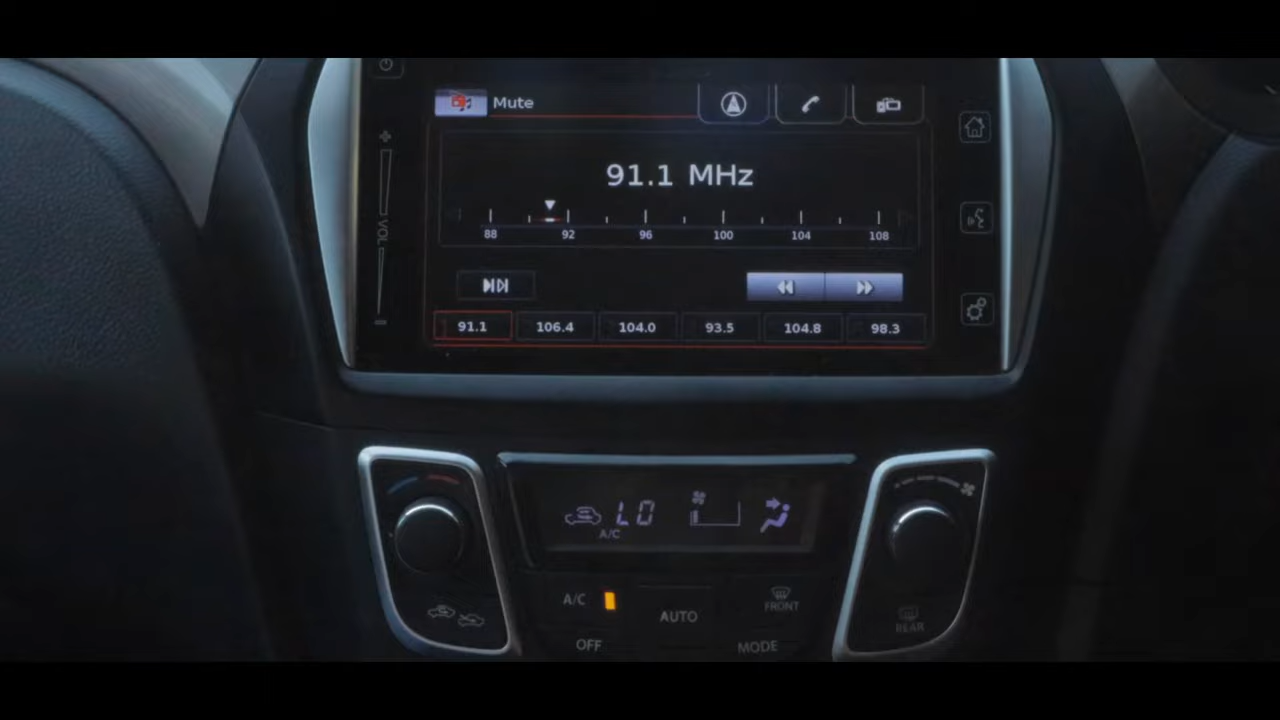 Mute
91.1 MHz
88 92 96 100 104 108
VOL
91.1 106.4 104.0 93.5 104.8 98.3
LO
A/C
A/C
AUTO
FRONT
OFF
MODE
REAR